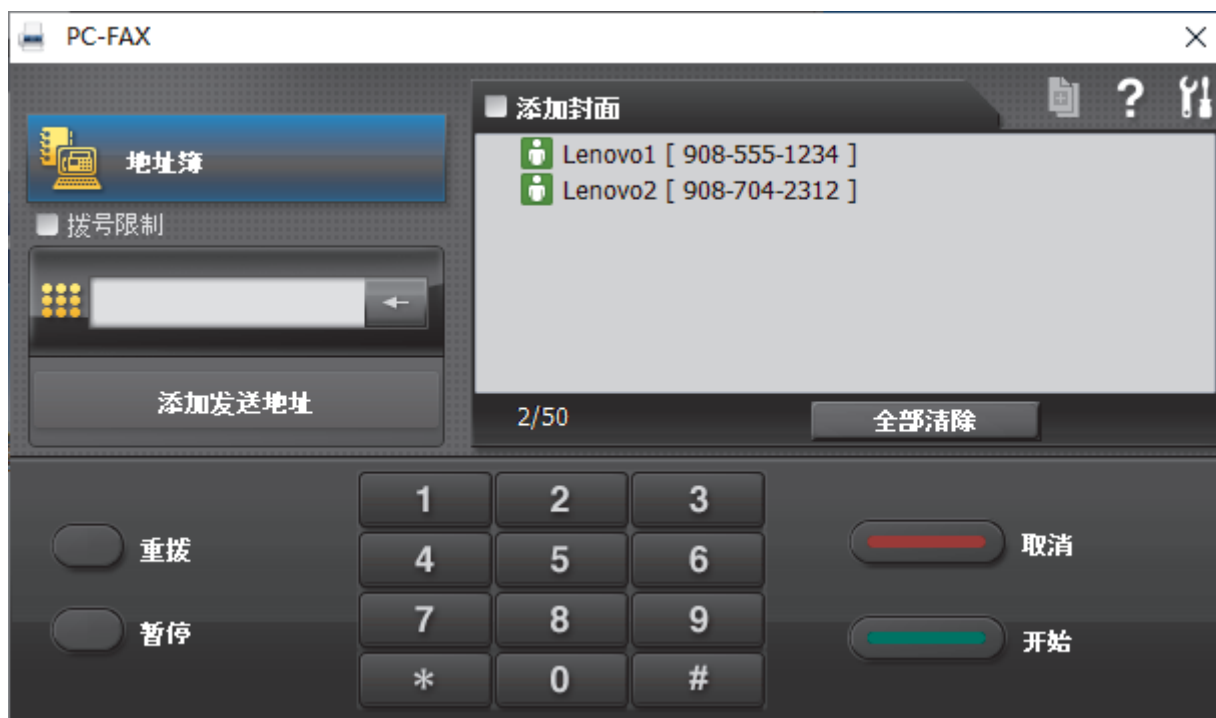 PC-FAX
地址簿
拨号限制
添加发送地址
添加封面
?
Lenovo1 [ 908-555-1234 ]
Lenovo2 [ 908-704-2312 ]
2/50
全部清除
重拨
暂停
1 2 3
4 5 6
7 8 9
* 0 #
取消
开始